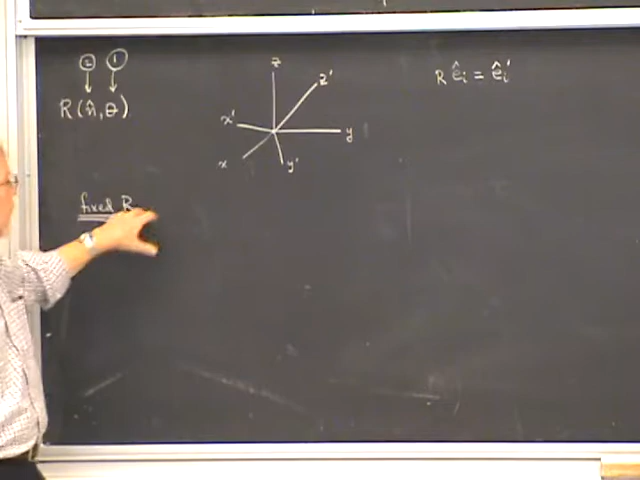 ② ①
R(n̂, θ)
z
z'
x'
y
x
y'
R êᵢ = êᵢ'
fixed R